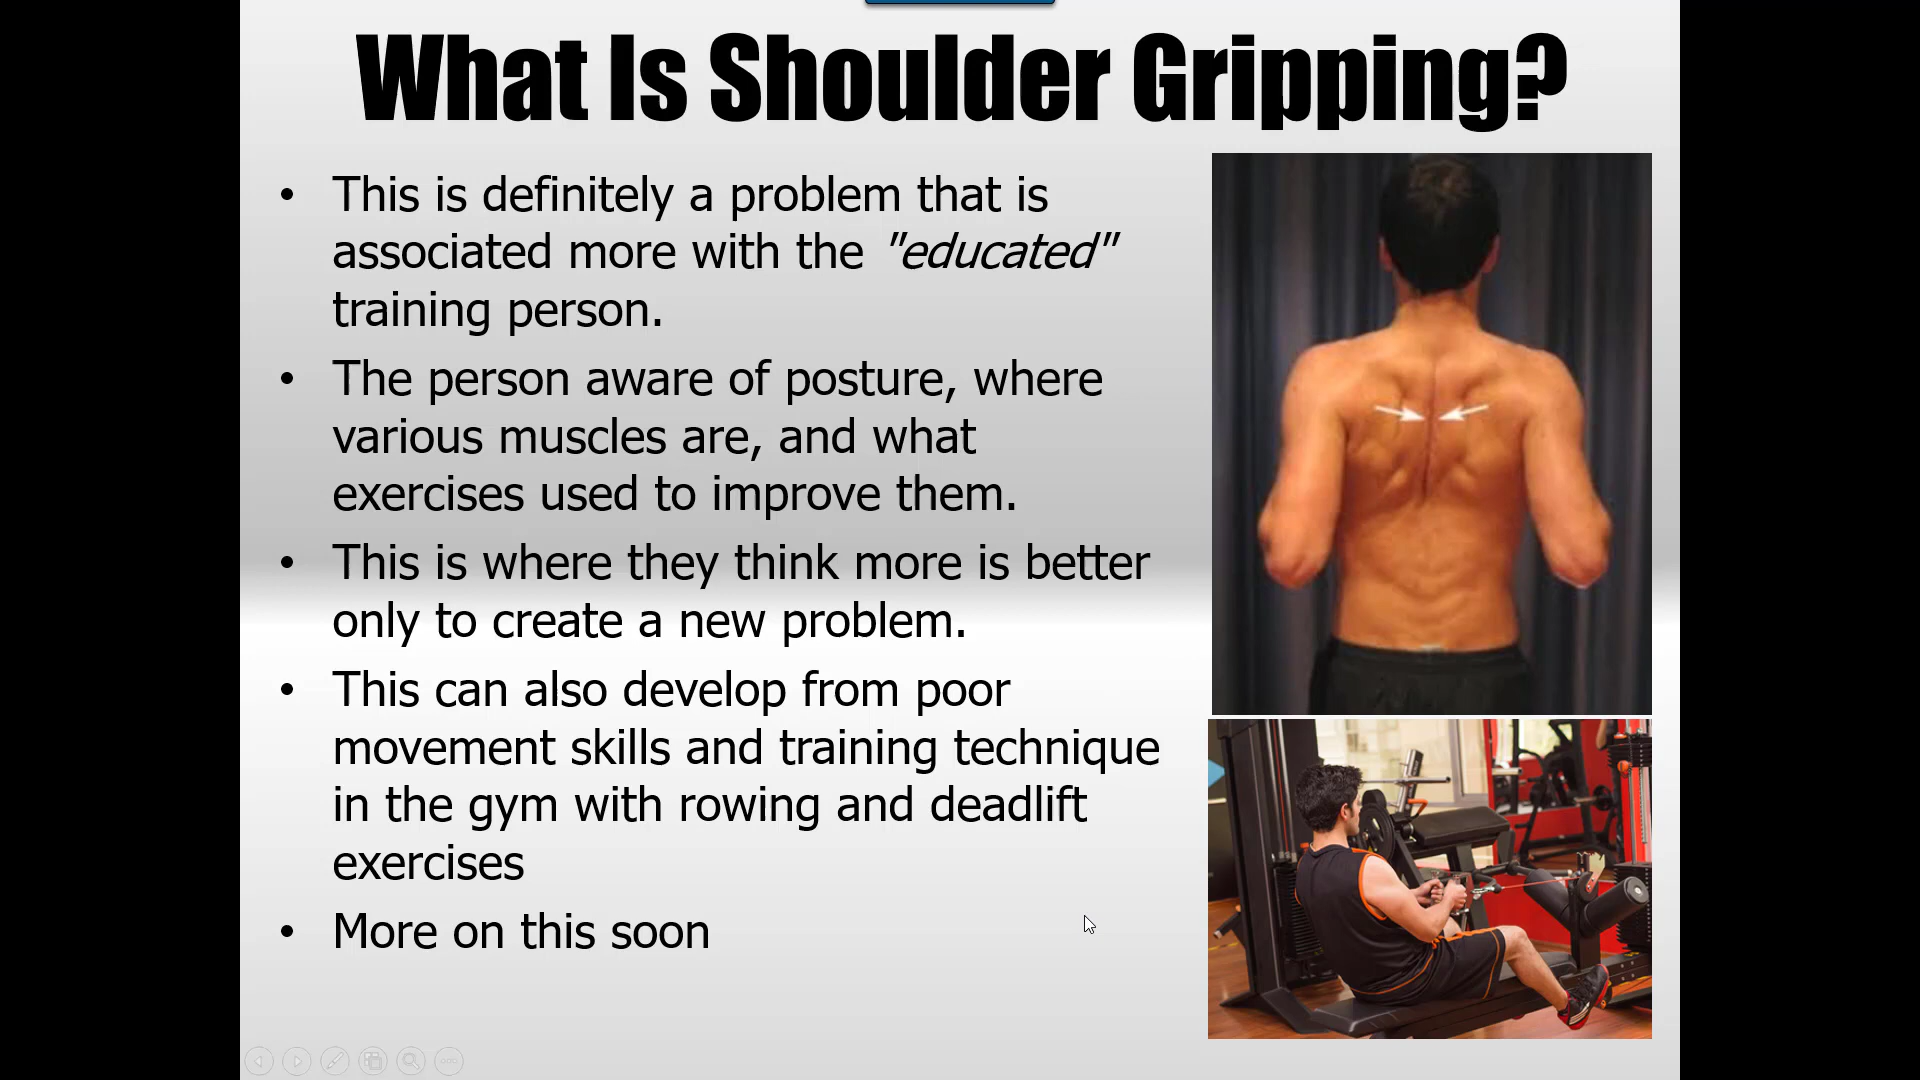 What Is Shoulder Gripping?
• This is definitely a problem that is
associated more with the "educated"
training person.
• The person aware of posture, where
various muscles are, and what
exercises used to improve them.
• This is where they think more is better
only to create a new problem.
• This can also develop from poor
movement skills and training technique
in the gym with rowing and deadlift
exercises
• More on this soon